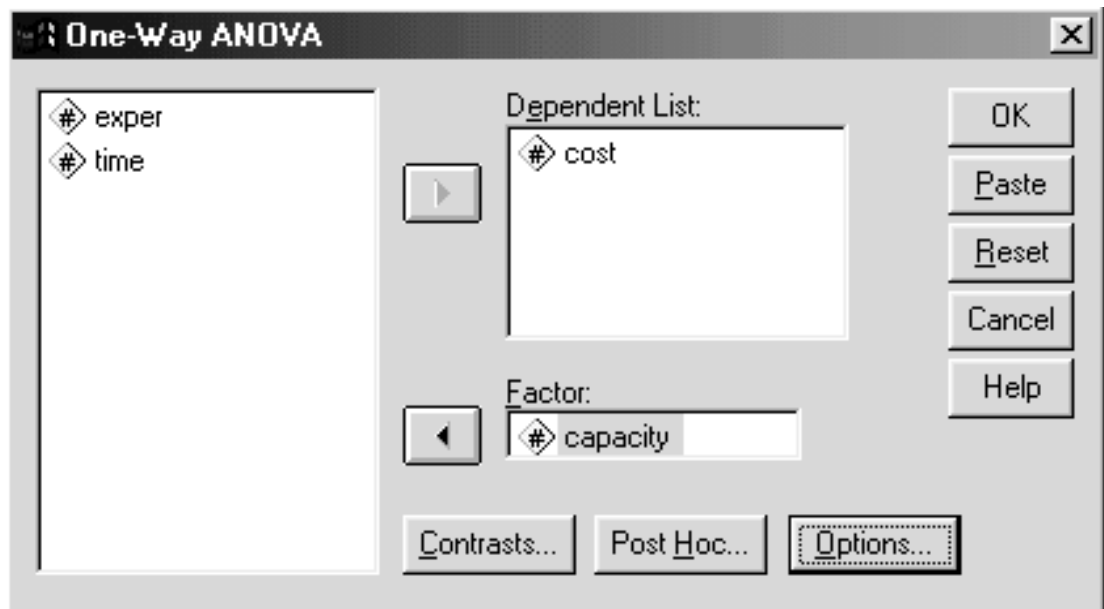 One-Way ANOVA
exper
time
Dependent List:
cost
Factor:
capacity
Contrasts...
Post Hoc...
Options...
OK
Paste
Reset
Cancel
Help